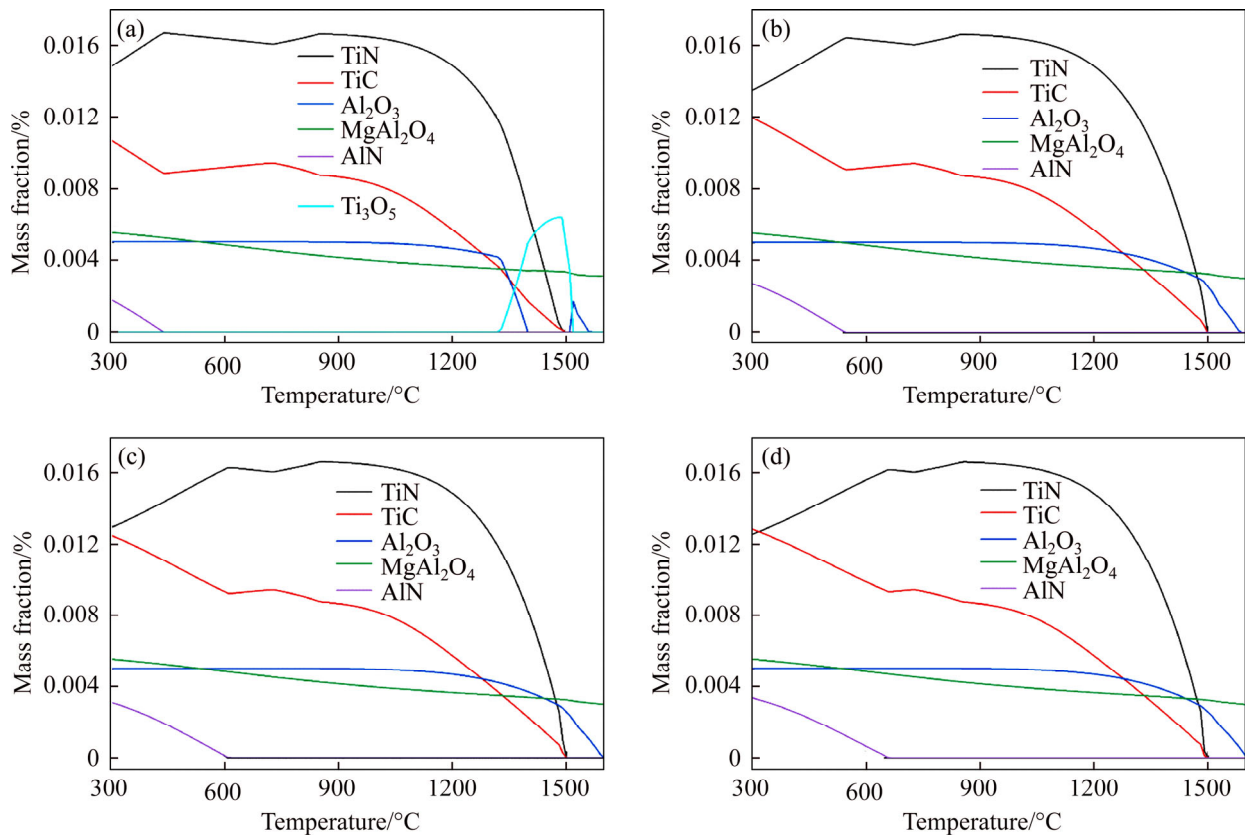 (a)
0.016
0.012
0.008
0.004
0
Mass fraction/%
TiN
TiC
Al₂O₃
MgAl₂O₄
AlN
Ti₃O₅
300
600
900
1200
1500
Temperature/°C
(b)
0.016
0.012
0.008
0.004
0
Mass fraction/%
TiN
TiC
Al₂O₃
MgAl₂O₄
AlN
300
600
900
1200
1500
Temperature/°C
(c)
0.016
0.012
0.008
0.004
0
Mass fraction/%
TiN
TiC
Al₂O₃
MgAl₂O₄
AlN
300
600
900
1200
1500
Temperature/°C
(d)
0.016
0.012
0.008
0.004
0
Mass fraction/%
TiN
TiC
Al₂O₃
MgAl₂O₄
AlN
300
600
900
1200
1500
Temperature/°C